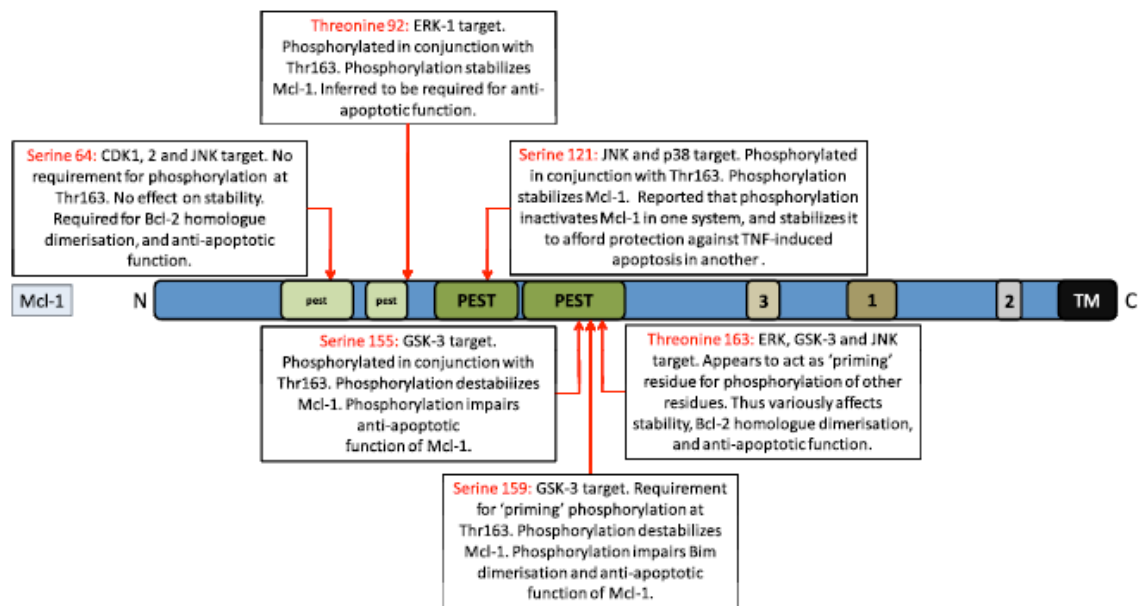 Threonine 92: ERK-1 target.
Phosphorylated in conjunction with
Thr163. Phosphorylation stabilizes
Mcl-1. Inferred to be required for anti-
apoptotic function.
Serine 64: CDK1, 2 and JNK target. No
requirement for phosphorylation at
Thr163. No effect on stability.
Required for Bcl-2 homologue
dimerisation, and anti-apoptotic
function.
Serine 121: JNK and p38 target. Phosphorylated
in conjunction with Thr163. Phosphorylation
stabilizes Mcl-1. Reported that phosphorylation
inactivates Mcl-1 in one system, and stabilizes it
to afford protection against TNF-induced
apoptosis in another .
Mcl-1 N pest pest PEST PEST 3 1 2 TM C
Serine 155: GSK-3 target.
Phosphorylated in conjunction with
Thr163. Phosphorylation destabilizes
Mcl-1. Phosphorylation impairs
anti-apoptotic
function of Mcl-1.
Threonine 163: ERK, GSK-3 and JNK
target. Appears to act as 'priming'
residue for phosphorylation of other
residues. Thus variously affects
stability, Bcl-2 homologue dimerisation,
and anti-apoptotic function.
Serine 159: GSK-3 target. Requirement
for 'priming' phosphorylation at
Thr163. Phosphorylation destabilizes
Mcl-1. Phosphorylation impairs Bim
dimerisation and anti-apoptotic
function of Mcl-1.